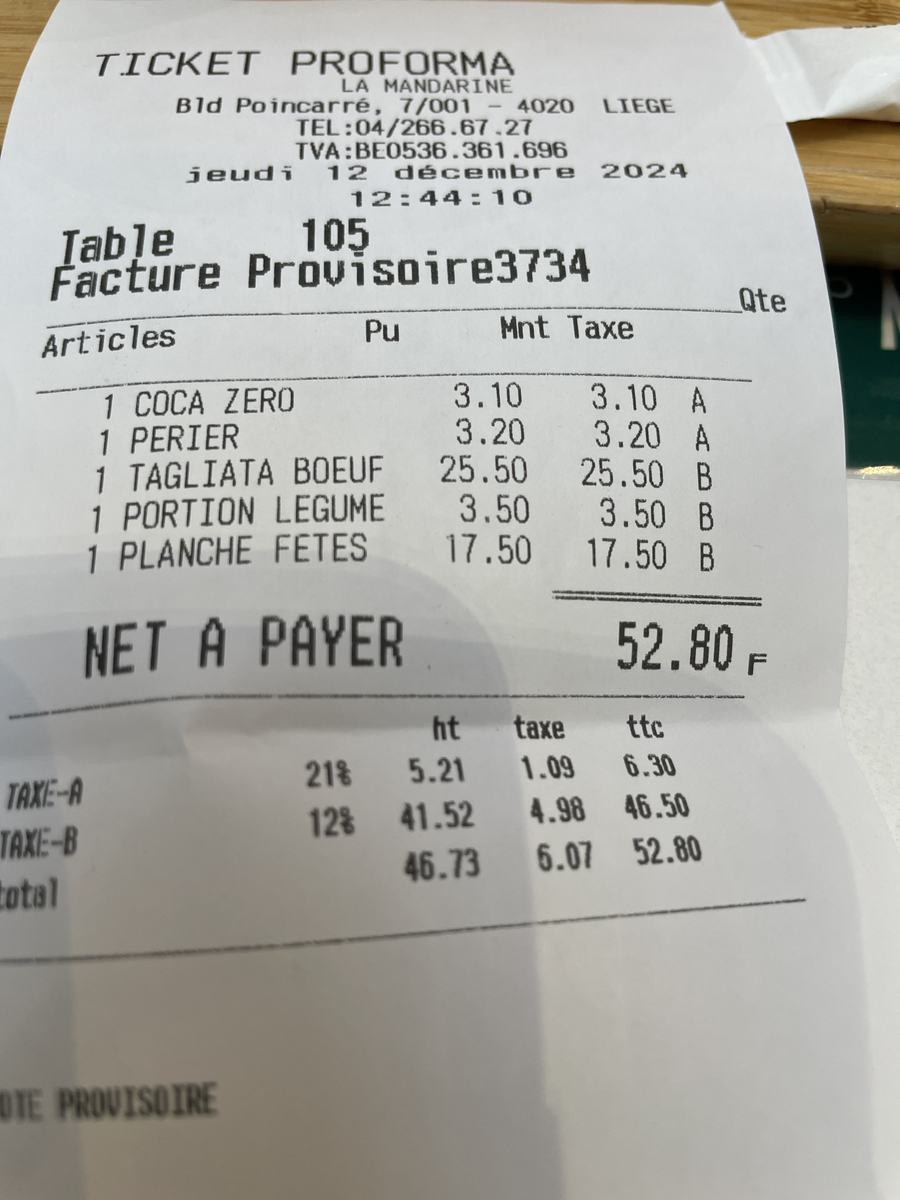 TICKET PROFORMA
LA MANDARINE
Bld Poincarré, 7/001 - 4020 LIEGE
TEL:04/266.67.27
TVA:BE0536.361.696
jeudi 12 décembre 2024
12:44:10
Table 105
Facture Provisoire3734
Qte
Articles Pu Mnt Taxe
1 COCA ZERO 3.10 3.10 A
1 PERIER 3.20 3.20 A
1 TAGLIATA BOEUF 25.50 25.50 B
1 PORTION LEGUME 3.50 3.50 B
1 PLANCHE FETES 17.50 17.50 B
NET A PAYER 52.80 F
ht taxe ttc
TAXE-A 21% 5.21 1.09 6.30
TAXE-B 12% 41.52 4.98 46.50
total 46.73 6.07 52.80
OTE PROVISOIRE